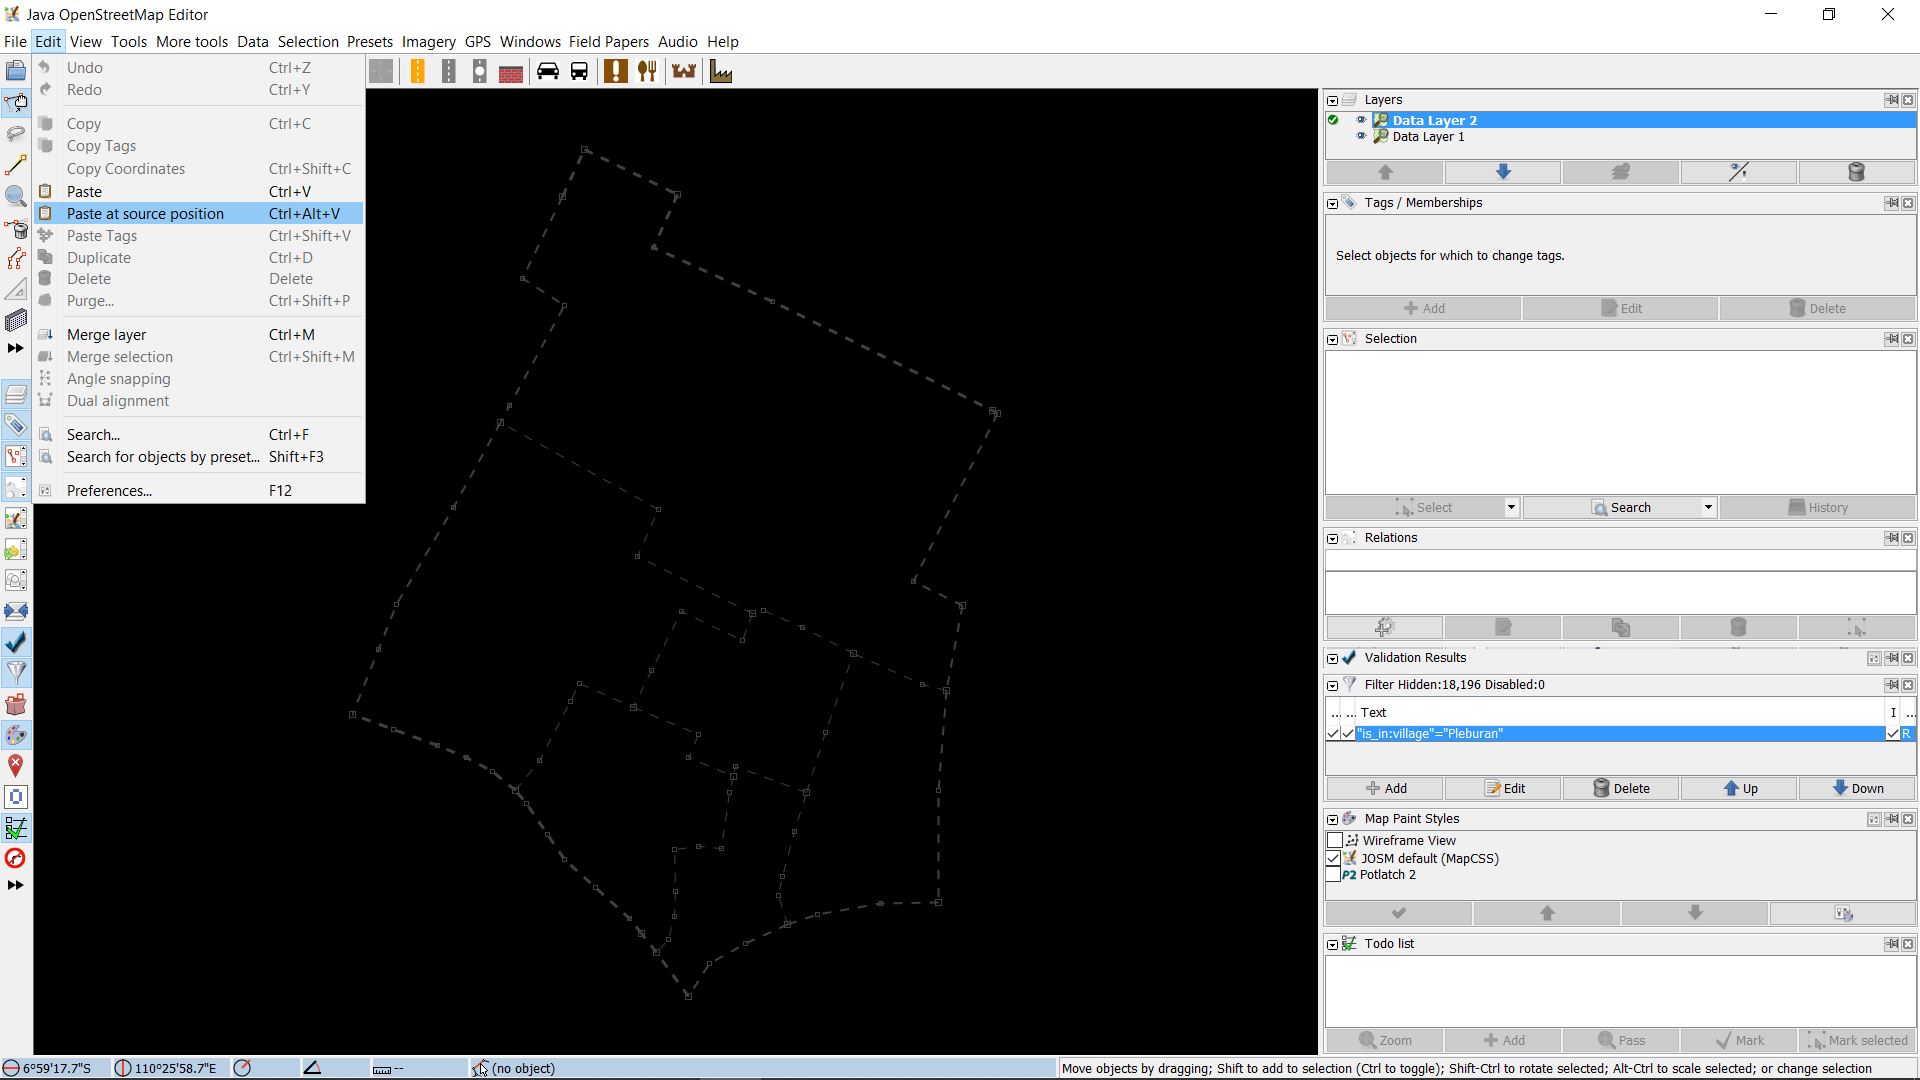 Java OpenStreetMap Editor
File Edit View Tools More tools Data Selection Presets Imagery GPS Windows Field Papers Audio Help
Undo Ctrl+Z
Redo Ctrl+Y
Copy Ctrl+C
Copy Tags
Copy Coordinates Ctrl+Shift+C
Paste Ctrl+V
Paste at source position Ctrl+Alt+V
Paste Tags Ctrl+Shift+V
Duplicate Ctrl+D
Delete Delete
Purge... Ctrl+Shift+P
Merge layer Ctrl+M
Merge selection Ctrl+Shift+M
Angle snapping
Dual alignment
Search... Ctrl+F
Search for objects by preset... Shift+F3
Preferences... F12
Layers
Data Layer 2
Data Layer 1
Tags / Memberships
Select objects for which to change tags.
Add Edit Delete
Selection
Select Search History
Relations
Validation Results
Filter Hidden:18,196 Disabled:0
... ... Text I ...
"is_in:village"="Pleburan" R
Add Edit Delete Up Down
Map Paint Styles
Wireframe View
JOSM default (MapCSS)
P2 Potlatch 2
Todo list
Zoom Add Pass Mark Mark selected
6°59'17.7"S 110°25'58.7"E -- (no object) Move objects by dragging; Shift to add to selection (Ctrl to toggle); Shift-Ctrl to rotate selected; Alt-Ctrl to scale selected; or change selection